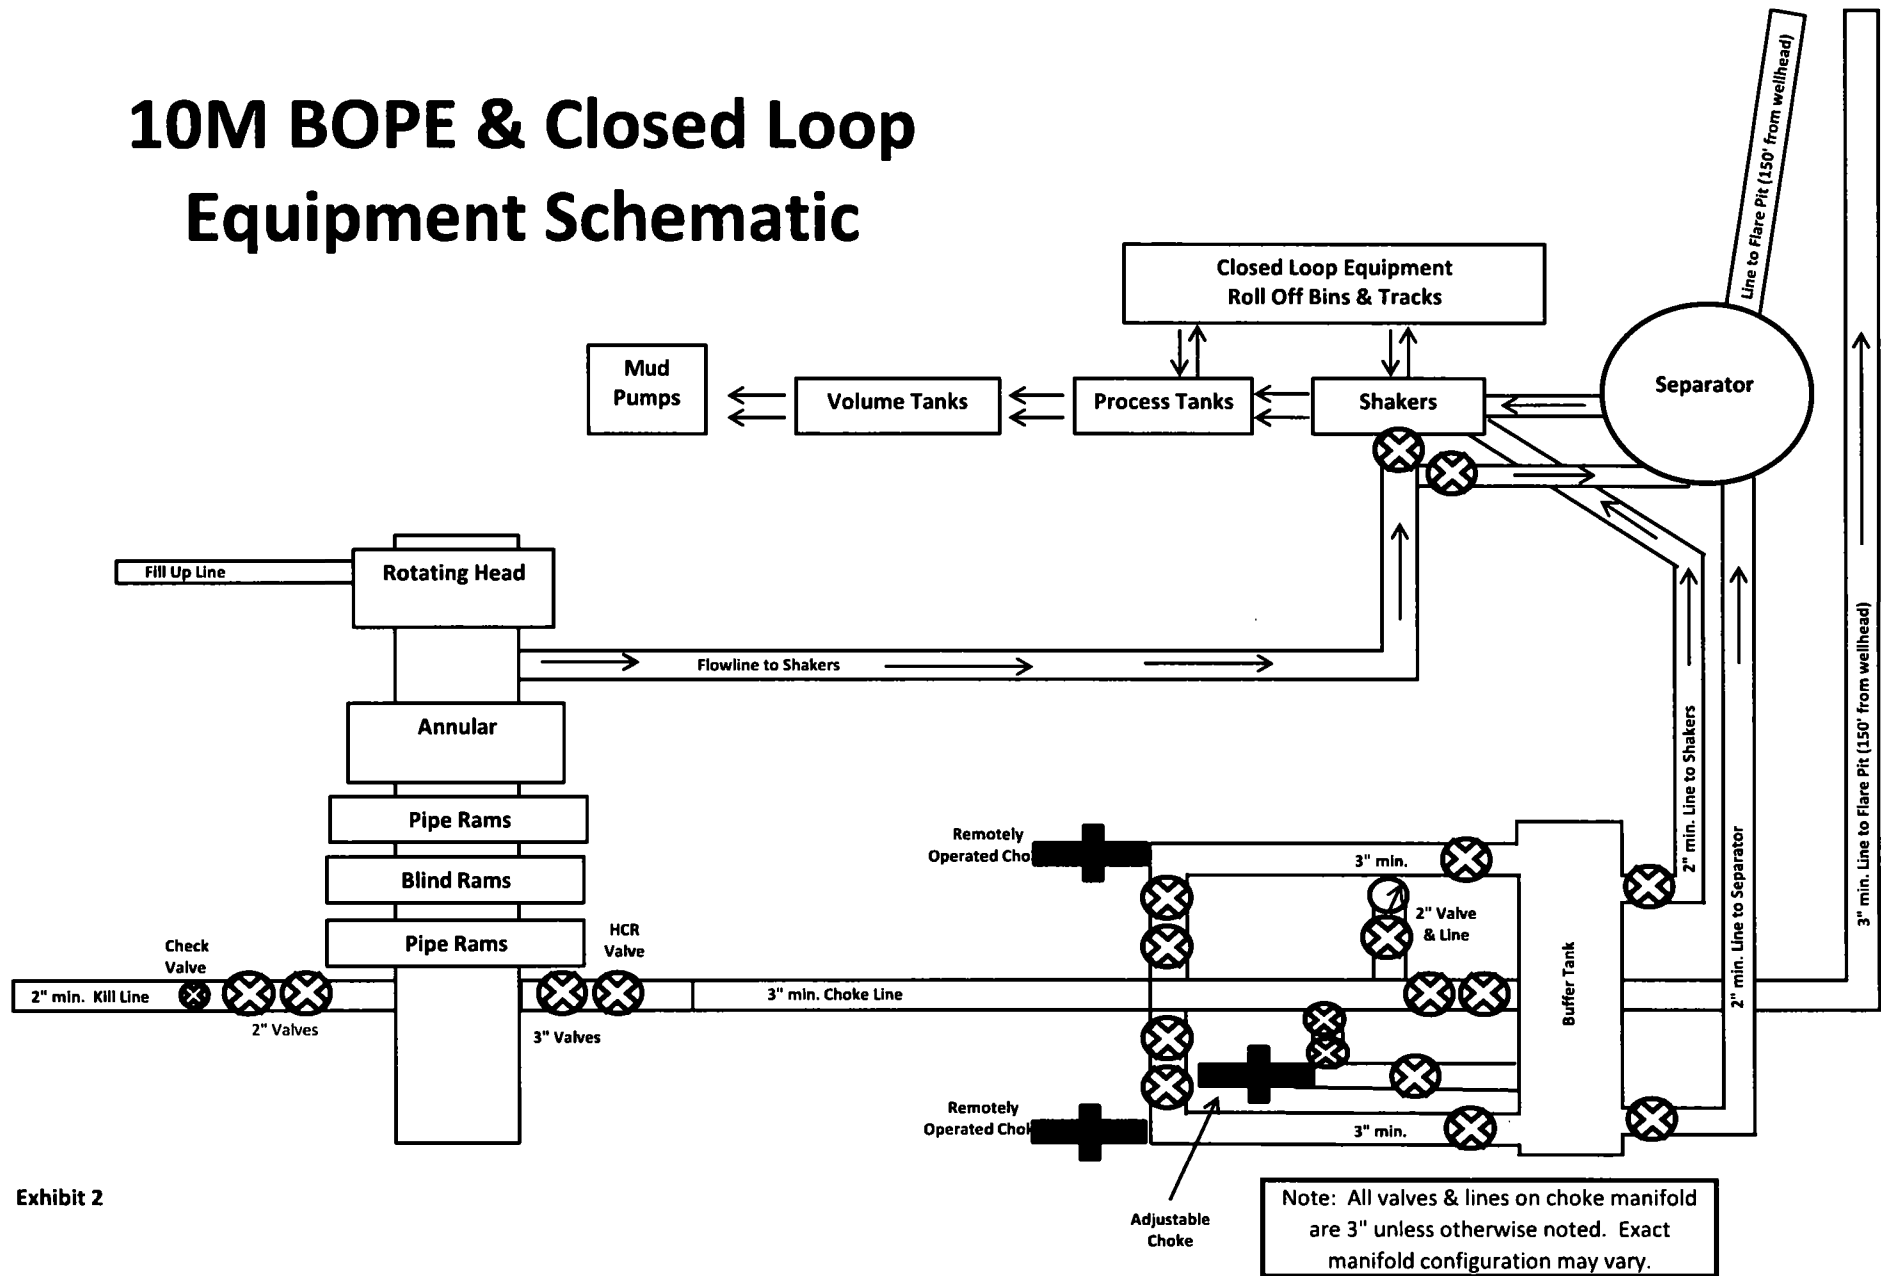 10M BOPE & Closed Loop
Equipment Schematic
Line to Flare Pit (150' from wellhead)
Closed Loop Equipment
Roll Off Bins & Tracks
Mud
Pumps
Volume Tanks
Process Tanks
Shakers
Separator
Fill Up Line
Rotating Head
Flowline to Shakers
Annular
Pipe Rams
Blind Rams
Pipe Rams
Check
Valve
HCR
Valve
2" min. Kill Line
2" Valves
3" Valves
3" min. Choke Line
Remotely
Operated Cho
3" min.
2" Valve
& Line
Buffer Tank
2" min. Line to Shakers
2" min. Line to Separator
3" min. Line to Flare Pit (150' from wellhead)
Remotely
Operated Chok
3" min.
Adjustable
Choke
Exhibit 2
Note: All valves & lines on choke manifold
are 3" unless otherwise noted. Exact
manifold configuration may vary.